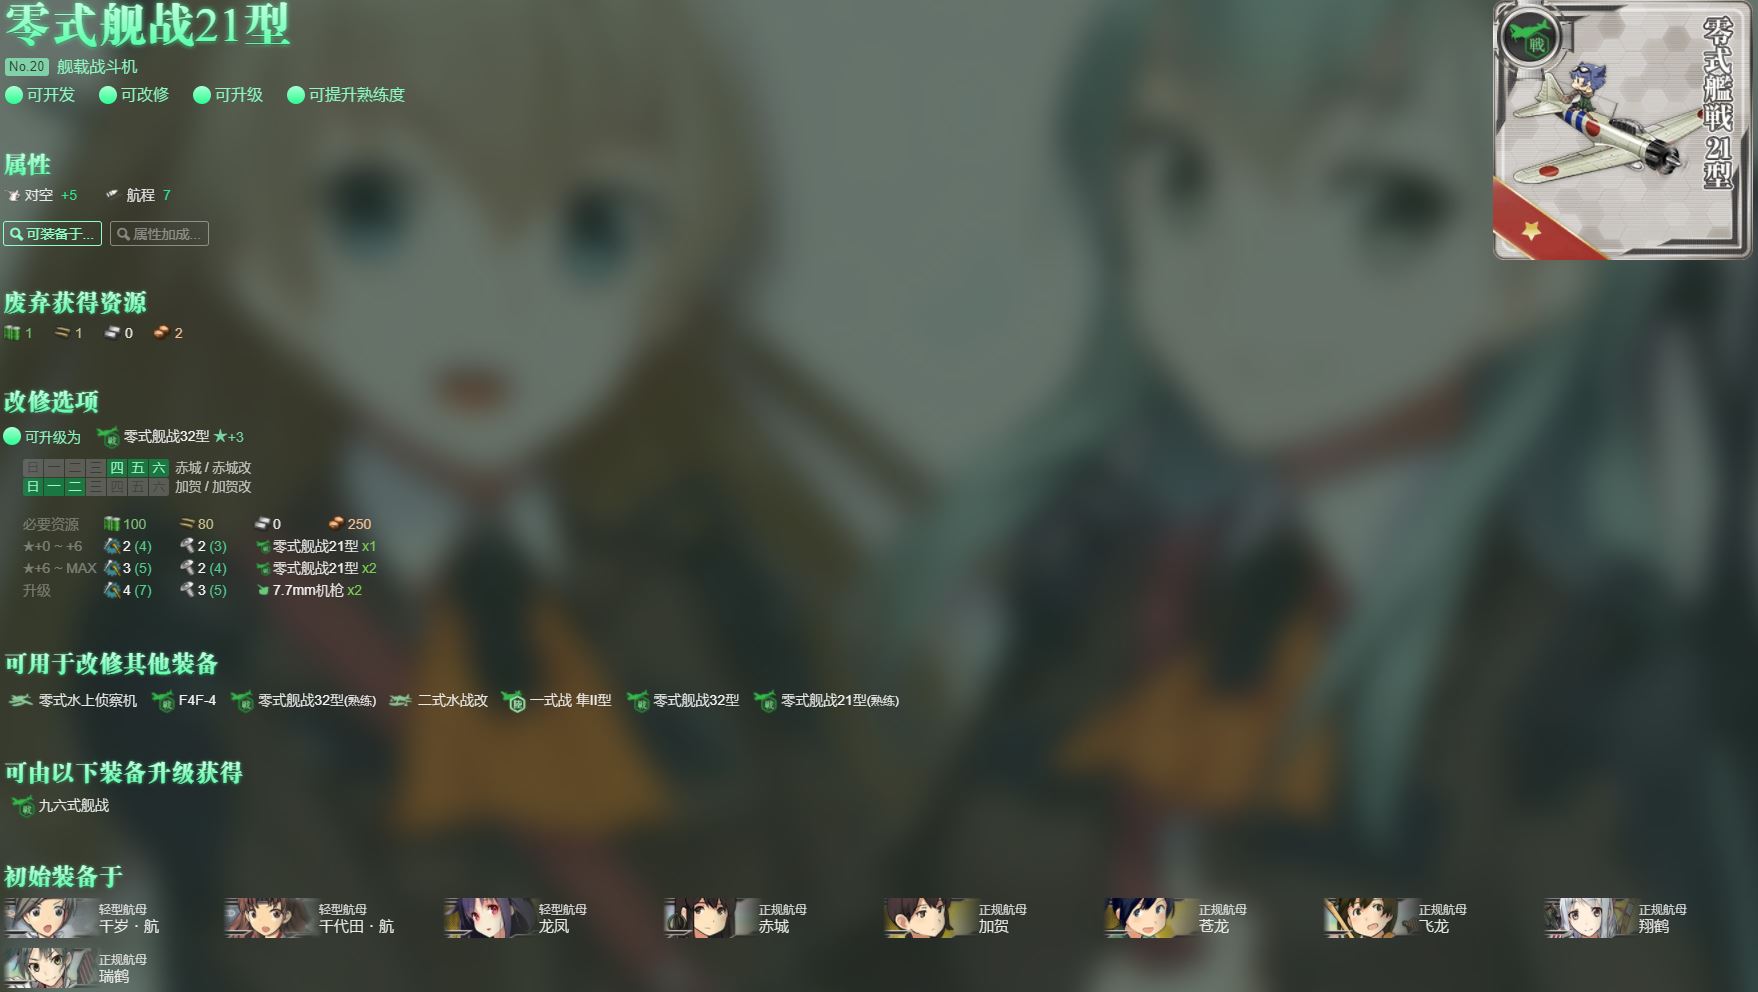 零式舰战21型
No.20 舰载战斗机
可开发 可改修 可升级 可提升熟练度
戦
零式艦戦 21型
属性
对空 +5 航程 7
可装备于... 属性加成...
废弃获得资源
1 1 0 2
改修选项
可升级为 零式舰战32型 ★+3
日 一 二 三 四 五 六 赤城 / 赤城改
日 一 二 三 四 五 六 加贺 / 加贺改
必要资源 100 80 0 250
★+0 ~ +6 2 (4) 2 (3) 零式舰战21型 x1
★+6 ~ MAX 3 (5) 2 (4) 零式舰战21型 x2
升级 4 (7) 3 (5) 7.7mm机枪 x2
可用于改修其他装备
零式水上侦察机 F4F-4 零式舰战32型(熟练) 二式水战改 一式战 隼II型 零式舰战32型 零式舰战21型(熟练)
可由以下装备升级获得
九六式舰战
初始装备于
轻型航母 轻型航母 轻型航母 正规航母 正规航母 正规航母 正规航母 正规航母
千岁・航 千代田・航 龙凤 赤城 加贺 苍龙 飞龙 翔鹤
正规航母
瑞鹤